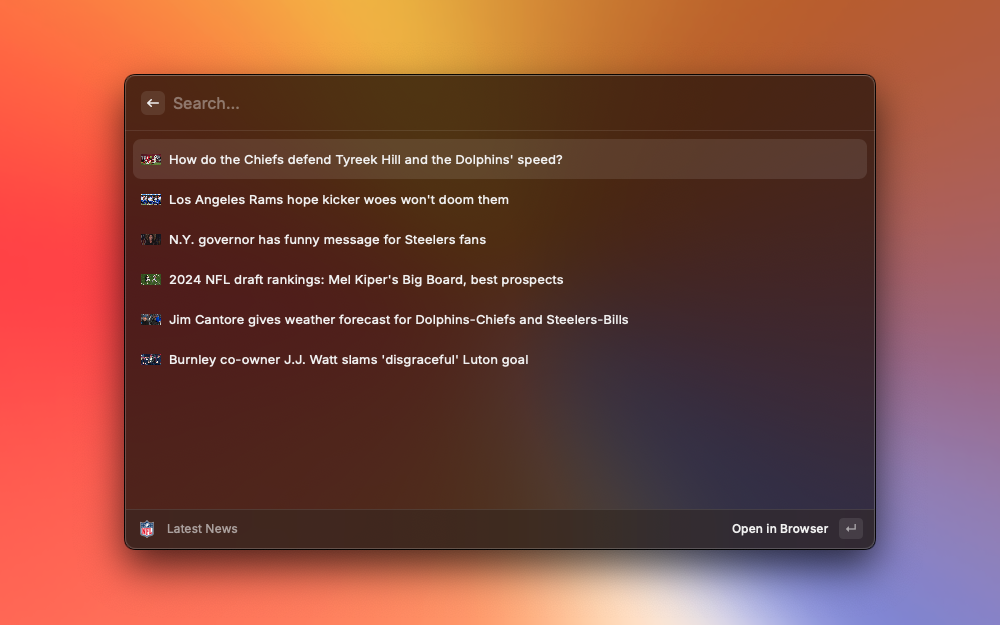 Search...
How do the Chiefs defend Tyreek Hill and the Dolphins' speed?
Los Angeles Rams hope kicker woes won't doom them
N.Y. governor has funny message for Steelers fans
2024 NFL draft rankings: Mel Kiper's Big Board, best prospects
Jim Cantore gives weather forecast for Dolphins-Chiefs and Steelers-Bills
Burnley co-owner J.J. Watt slams 'disgraceful' Luton goal
NFL Latest News Open in Browser